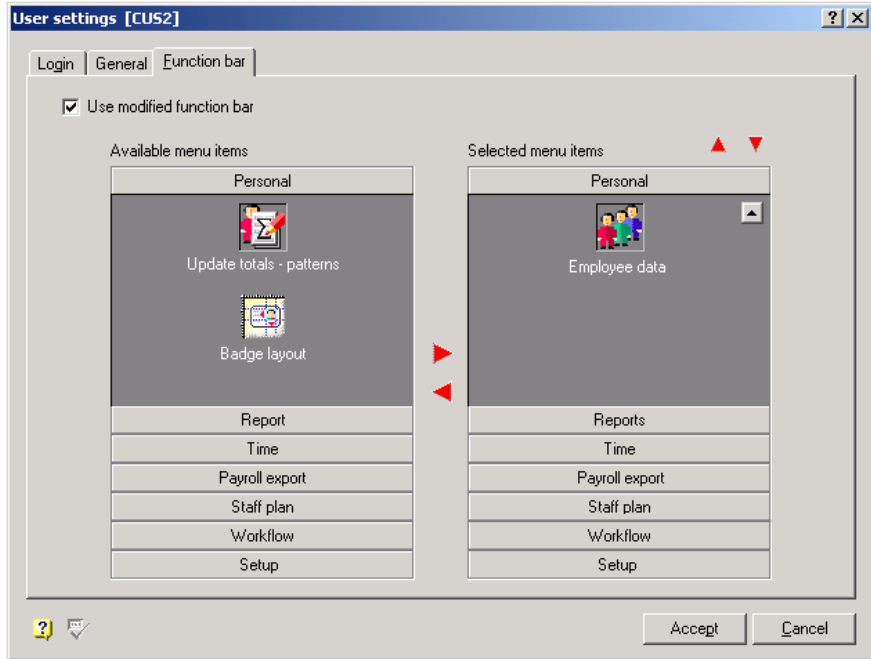 User settings [CUS2]
Login General Function bar
Use modified function bar
Available menu items
Personal
Update totals - patterns
Badge layout
Report
Time
Payroll export
Staff plan
Workflow
Setup
Selected menu items
Personal
Employee data
Reports
Time
Payroll export
Staff plan
Workflow
Setup
Accept Cancel